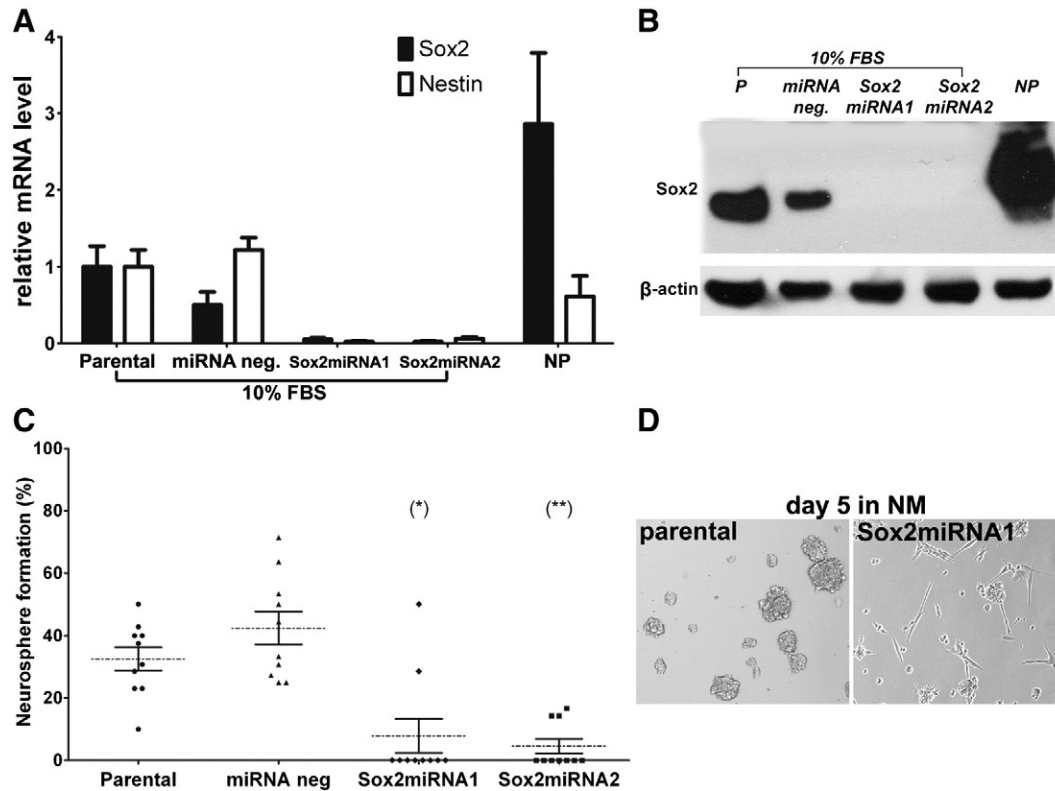 A
relative mRNA level
4
3
2
1
0
Sox2
Nestin
Parental miRNA neg. Sox2miRNA1 Sox2miRNA2 NP
10% FBS
B
10% FBS
P miRNA neg. Sox2 miRNA1 Sox2 miRNA2 NP
Sox2
β-actin
C
Neurosphere formation (%)
100
80
60
40
20
0
(*) (**)
Parental miRNA neg Sox2miRNA1 Sox2miRNA2
D
day 5 in NM
parental Sox2miRNA1